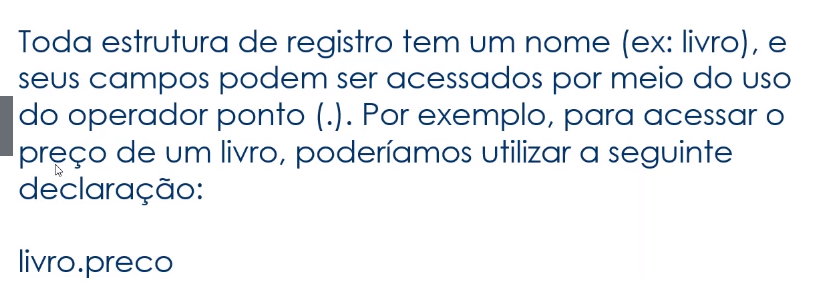 Toda estrutura de registro tem um nome (ex: livro), e
seus campos podem ser acessados por meio do uso
do operador ponto (.). Por exemplo, para acessar o
preço de um livro, poderíamos utilizar a seguinte
declaração:
livro.preco